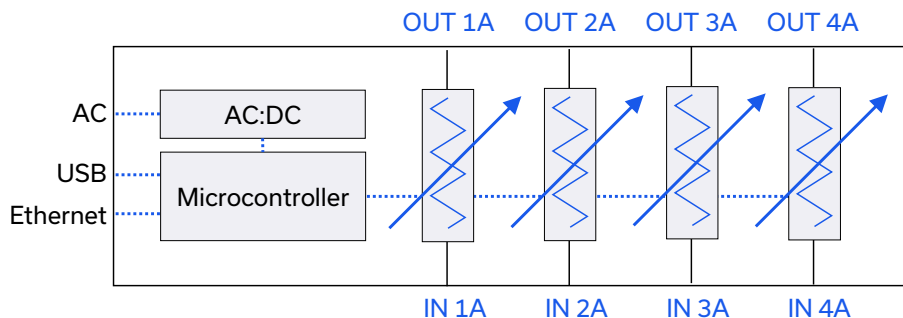 OUT 1A OUT 2A OUT 3A OUT 4A
AC
AC:DC
USB
Microcontroller
Ethernet
IN 1A IN 2A IN 3A IN 4A